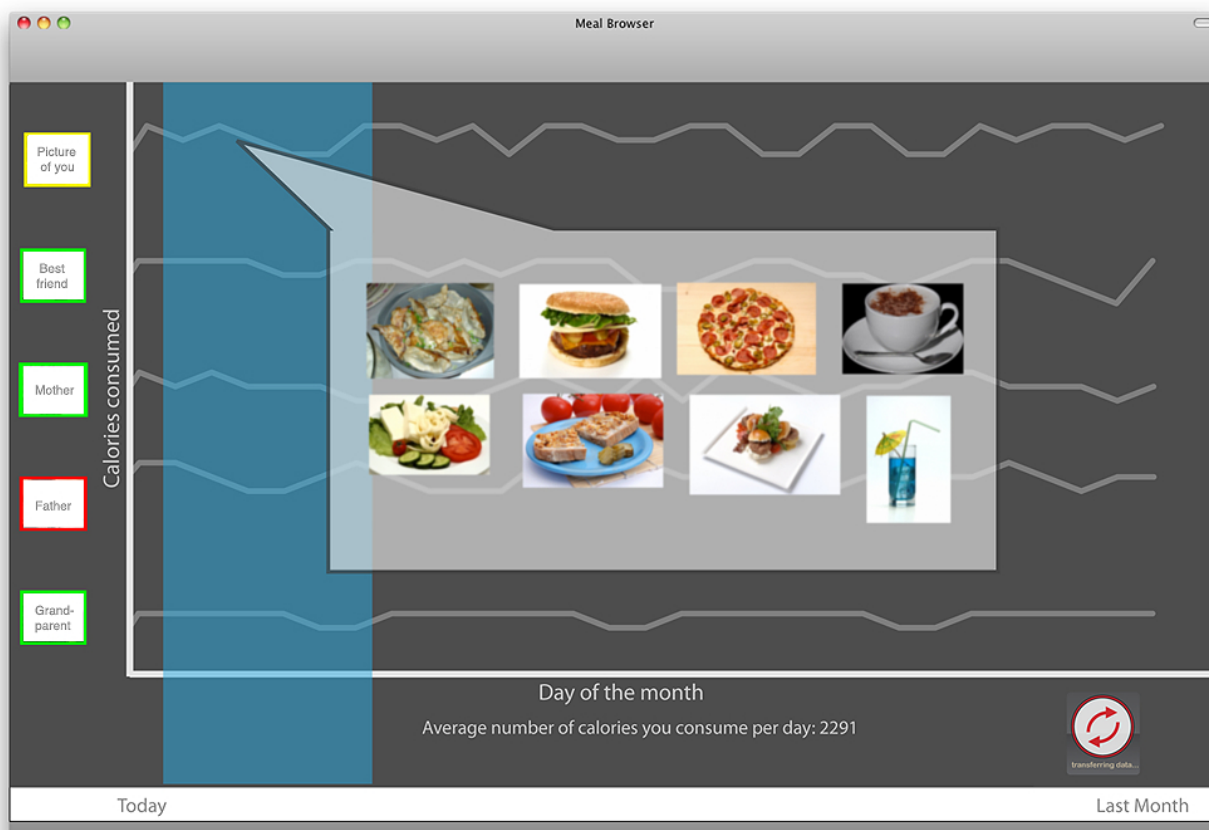 Meal Browser
Picture
of you
Best
friend
Mother
Father
Grand-
parent
Calories consumed
Day of the month
Average number of calories you consume per day: 2291
transferring data...
Today
Last Month